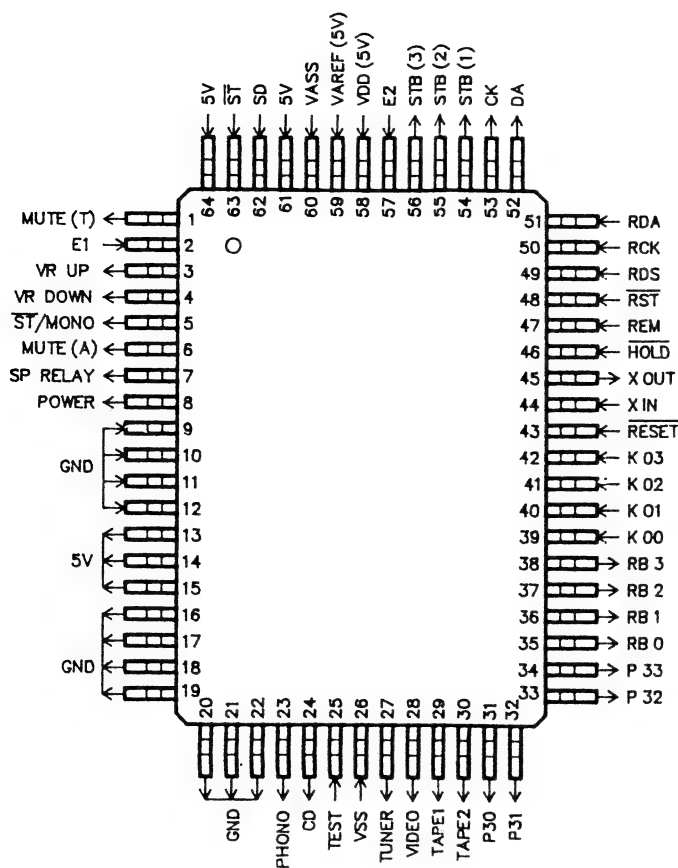 5V
S̅T̅
SD
5V
VASS
VAREF (5V)
VDD (5V)
E2
STB (3)
STB (2)
STB (1)
CK
DA
64 63 62 61 60 59 58 57 56 55 54 53 52
MUTE (T) 1
E1 2
VR UP 3
VR DOWN 4
S̅T̅/MONO 5
MUTE (A) 6
SP RELAY 7
POWER 8
9
GND 10
11
12
13
5V 14
15
16
17
GND 18
19
51 RDA
50 RCK
49 RDS
48 R̅S̅T̅
47 REM
46 H̅O̅L̅D̅
45 X OUT
44 X IN
43 R̅E̅S̅E̅T̅
42 K 03
41 K 02
40 K 01
39 K 00
38 RB 3
37 RB 2
36 RB 1
35 RB 0
34 P 33
33 P 32
20 21 22 23 24 25 26 27 28 29 30 31 32
GND
PHONO
CD
TEST
VSS
TUNER
VIDEO
TAPE1
TAPE2
P30
P31